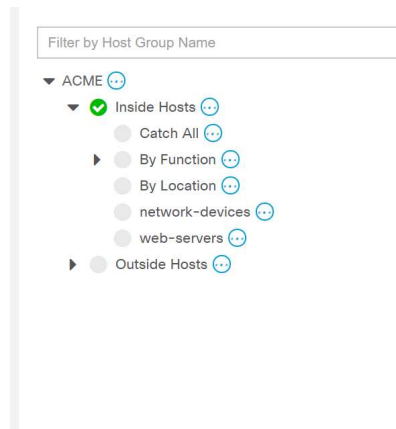 Filter by Host Group Name
ACME
Inside Hosts
Catch All
By Function
By Location
network-devices
web-servers
Outside Hosts